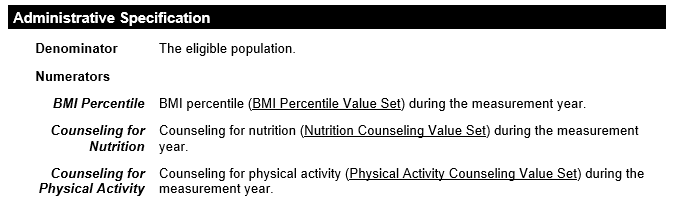 Administrative Specification
Denominator The eligible population.
Numerators
BMI Percentile BMI percentile (BMI Percentile Value Set) during the measurement year.
Counseling for Nutrition Counseling for nutrition (Nutrition Counseling Value Set) during the measurement
year.
Counseling for Physical Activity Counseling for physical activity (Physical Activity Counseling Value Set) during the
measurement year.